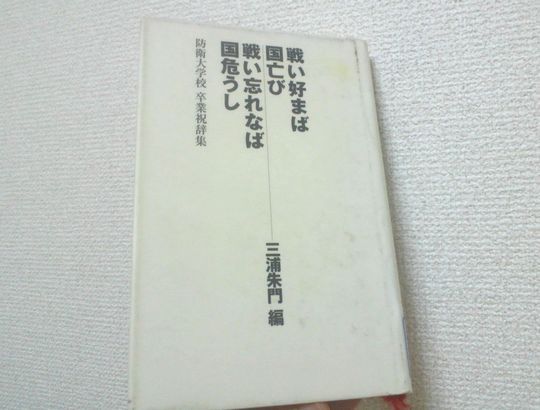 戦い好まば
国亡び
戦い忘れなば
国危うし
防衛大学校 卒業祝辞集
三浦朱門 編